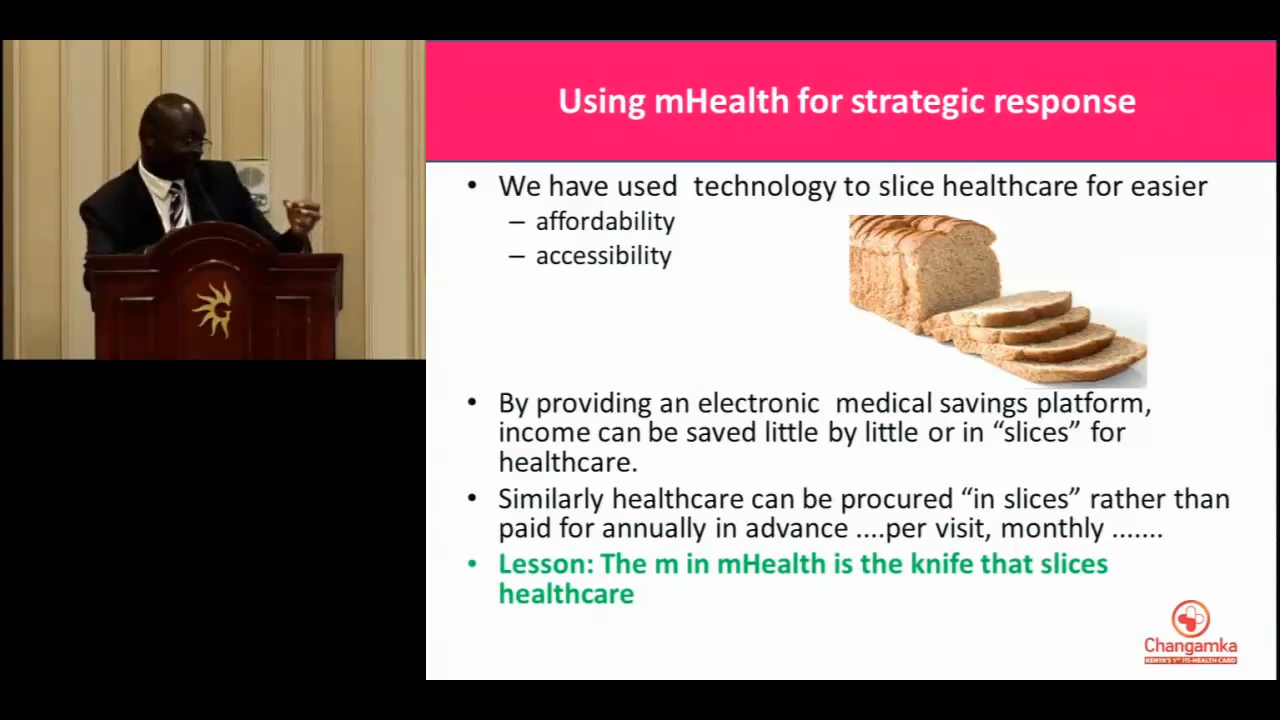 Using mHealth for strategic response
• We have used  technology to slice healthcare for easier
– affordability
– accessibility
• By providing an electronic  medical savings platform,
income can be saved little by little or in “slices” for
healthcare.
• Similarly healthcare can be procured “in slices” rather than
paid for annually in advance ....per visit, monthly .......
• Lesson: The m in mHealth is the knife that slices
healthcare
Changamka